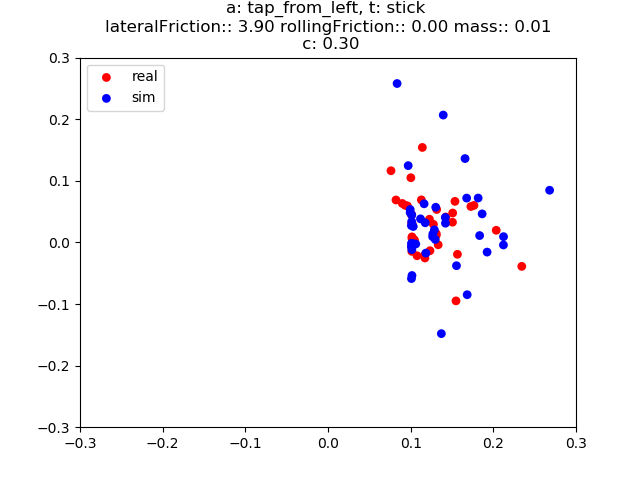 a: tap_from_left, t: stick
lateralFriction:: 3.90 rollingFriction:: 0.00 mass:: 0.01
c: 0.30
real
sim
0.3
0.2
0.1
0.0
−0.1
−0.2
−0.3
−0.3
−0.2
−0.1
0.0
0.1
0.2
0.3